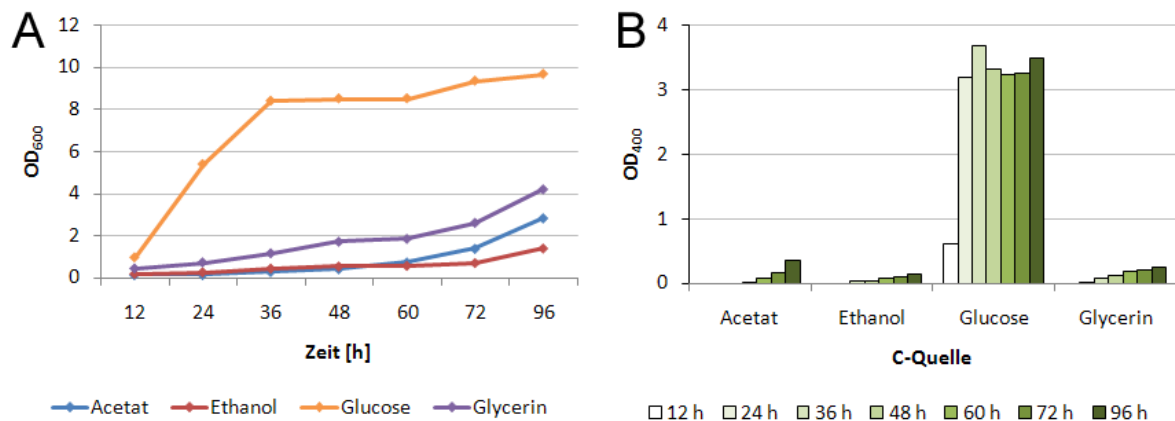 A
12
10
8
6
4
2
0
OD600
12 24 36 48 60 72 96
Zeit [h]
Acetat Ethanol Glucose Glycerin
B
4
3
2
1
0
OD400
Acetat Ethanol Glucose Glycerin
C-Quelle
12 h 24 h 36 h 48 h 60 h 72 h 96 h